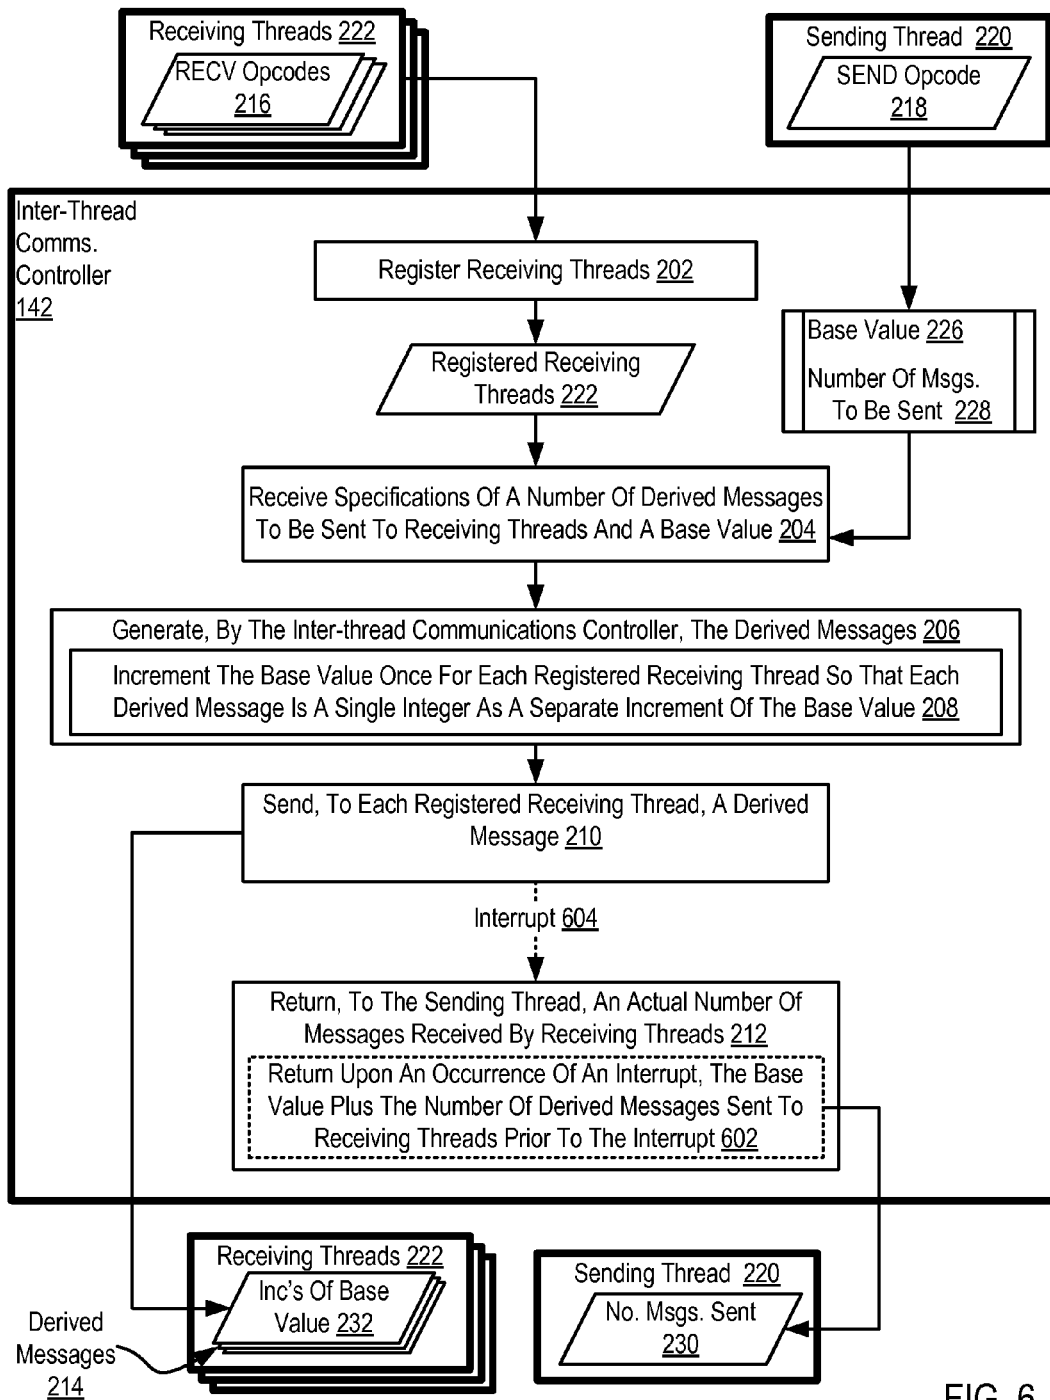 Receiving Threads 222
RECV Opcodes
216
Sending Thread 220
SEND Opcode
218
Inter-Thread
Comms.
Controller
142
Register Receiving Threads 202
Registered Receiving
Threads 222
Base Value 226
Number Of Msgs.
To Be Sent 228
Receive Specifications Of A Number Of Derived Messages
To Be Sent To Receiving Threads And A Base Value 204
Generate, By The Inter-thread Communications Controller, The Derived Messages 206
Increment The Base Value Once For Each Registered Receiving Thread So That Each
Derived Message Is A Single Integer As A Separate Increment Of The Base Value 208
Send, To Each Registered Receiving Thread, A Derived
Message 210
Interrupt 604
Return, To The Sending Thread, An Actual Number Of
Messages Received By Receiving Threads 212
Return Upon An Occurrence Of An Interrupt, The Base
Value Plus The Number Of Derived Messages Sent To
Receiving Threads Prior To The Interrupt 602
Receiving Threads 222
Inc's Of Base
Value 232
Sending Thread 220
No. Msgs. Sent
230
Derived
Messages
214
FIG. 6